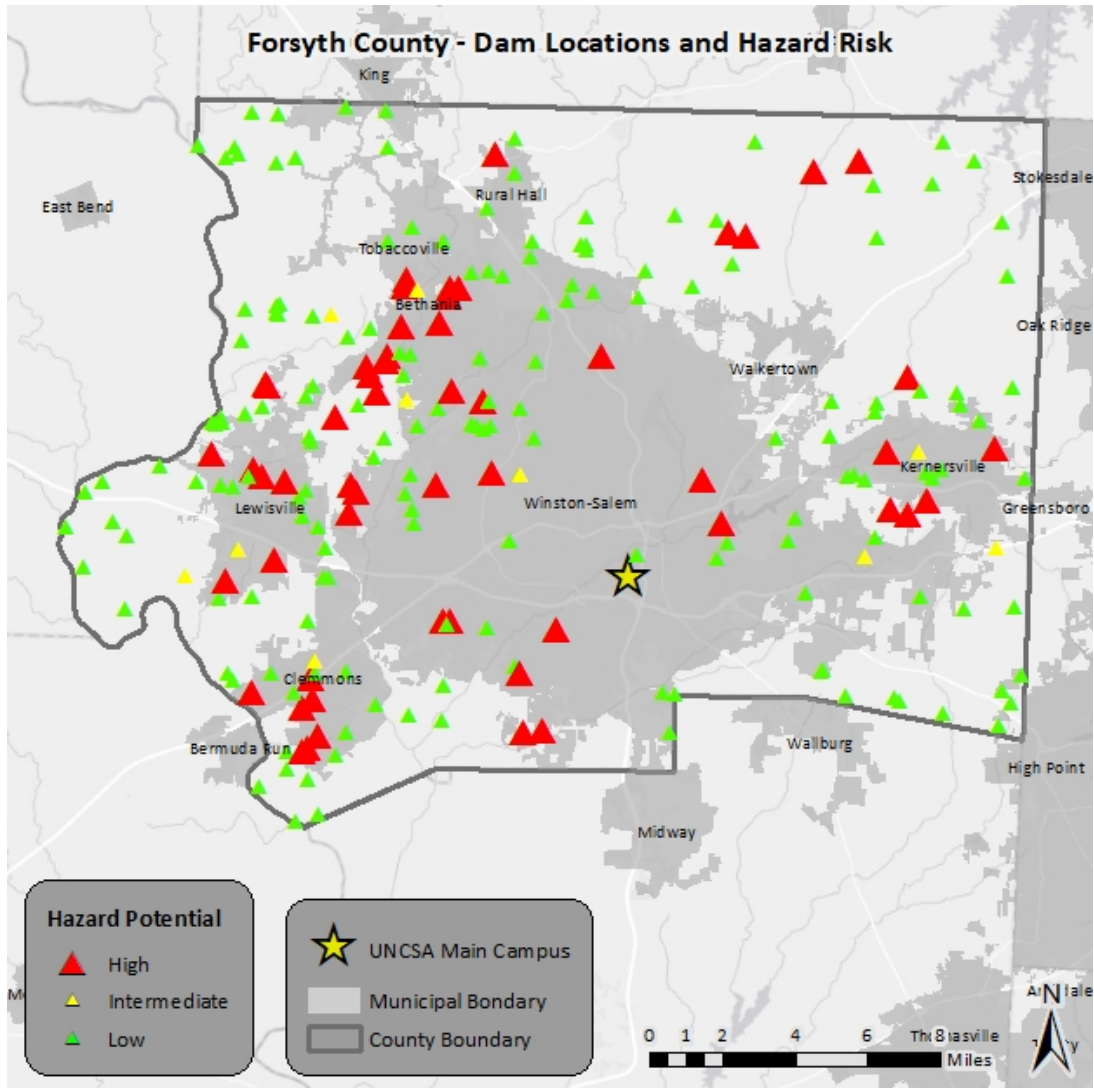 Forsyth County - Dam Locations and Hazard Risk
King
Stokesdale
Rural Hall
East Bend
Tobaccoville
Bethania
Oak Ridge
Walkertown
Kernersville
Winston-Salem
Lewisville
Greensboro
Clemmons
Bermuda Run
Wallburg
High Point
Midway
Hazard Potential
High
Intermediate
Low
UNCSA Main Campus
Municipal Bondary
County Boundary
N
0 1 2 4 6 8
Miles